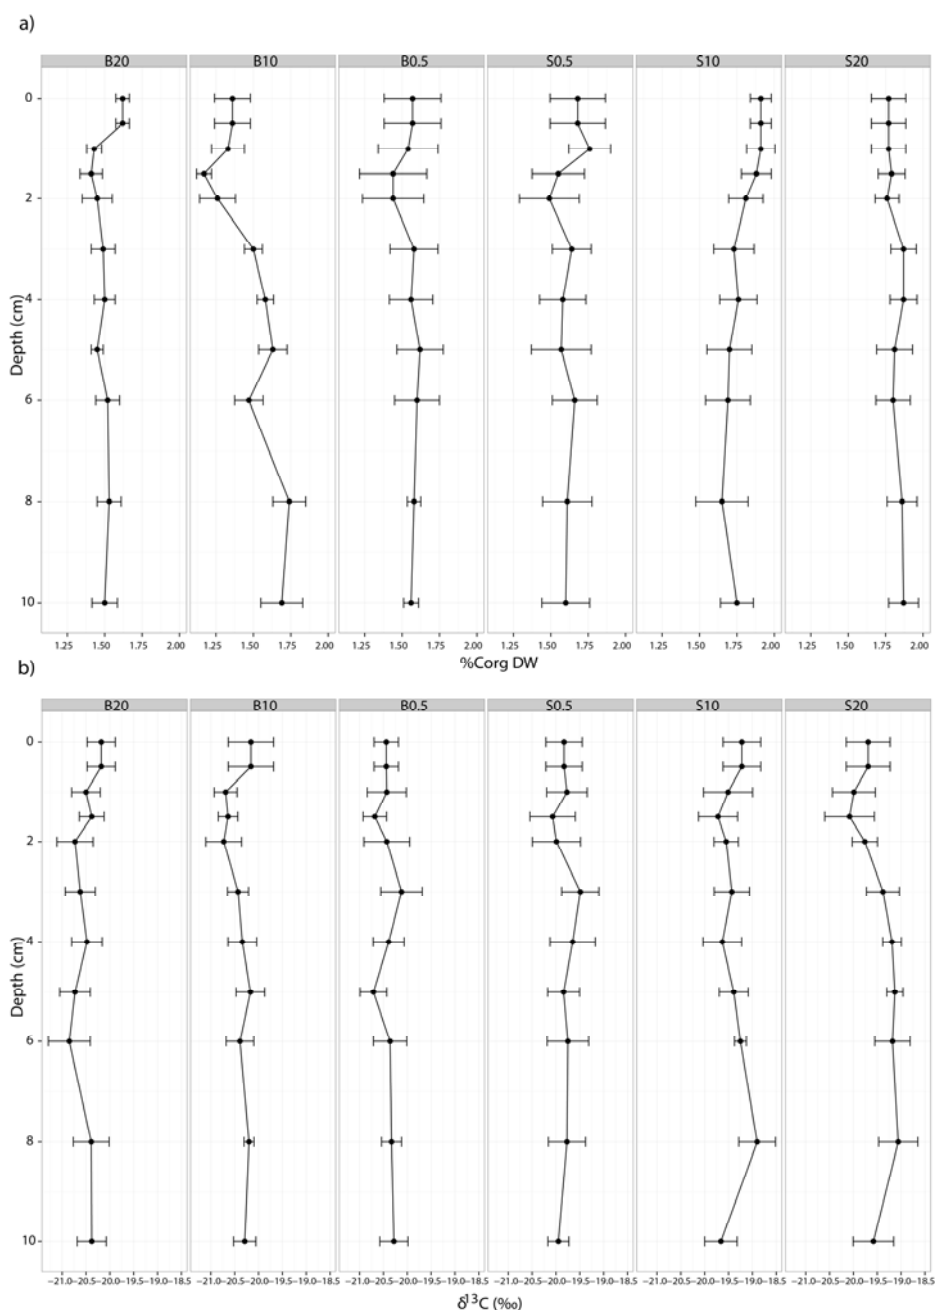 a)
B20 B10 B0.5 S0.5 S10 S20
0
2
4
6
8
10
Depth (cm)
1.25 1.50 1.75 2.00 1.25 1.50 1.75 2.00 1.25 1.50 1.75 2.00 1.25 1.50 1.75 2.00 1.25 1.50 1.75 2.00 1.25 1.50 1.75 2.00
%Corg DW
b)
B20 B10 B0.5 S0.5 S10 S20
0
2
4
6
8
10
Depth (cm)
−21.0−20.5−20.0−19.5−19.0−18.5 −21.0−20.5−20.0−19.5−19.0−18.5 −21.0−20.5−20.0−19.5−19.0−18.5 −21.0−20.5−20.0−19.5−19.0−18.5 −21.0−20.5−20.0−19.5−19.0−18.5 −21.0−20.5−20.0−19.5−19.0−18.5
δ¹³C (‰)